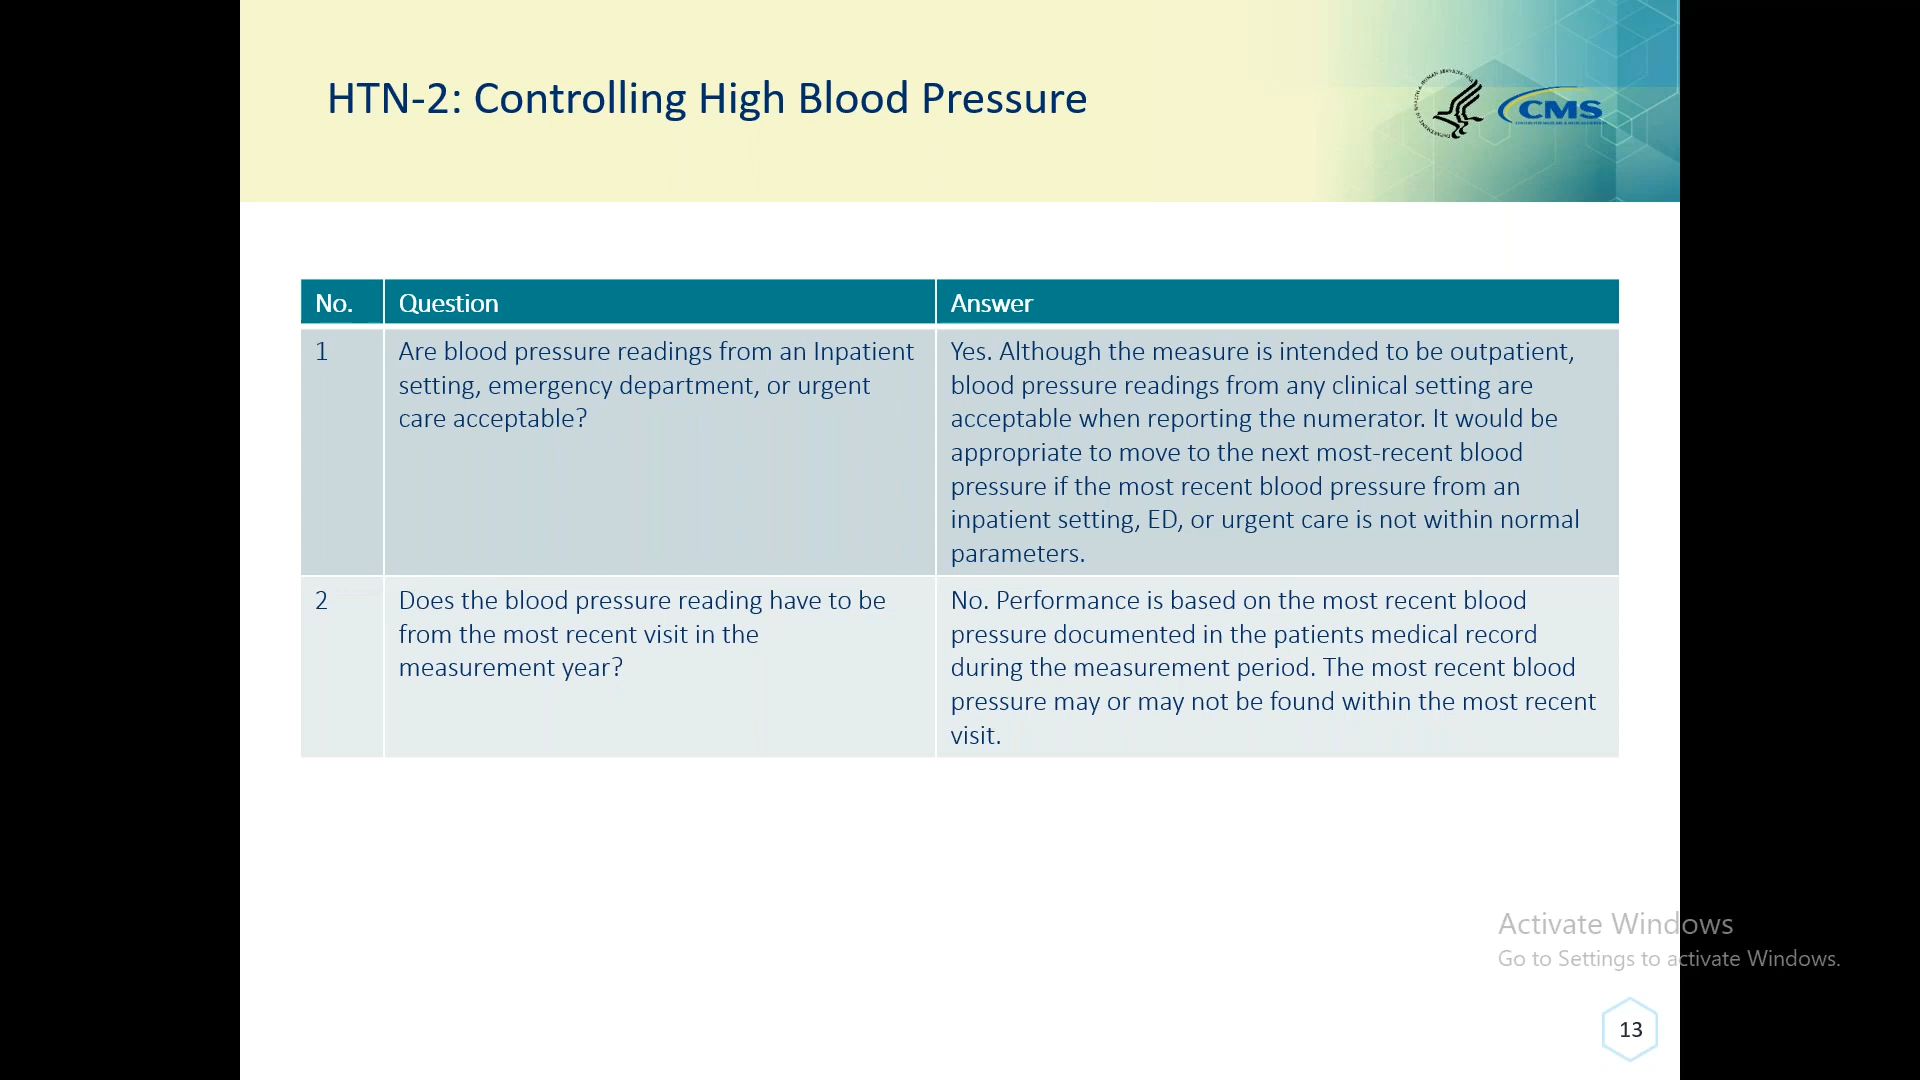 HTN-2: Controlling High Blood Pressure
CMS
No. Question Answer
1 Are blood pressure readings from an Inpatient
setting, emergency department, or urgent
care acceptable?
Yes. Although the measure is intended to be outpatient,
blood pressure readings from any clinical setting are
acceptable when reporting the numerator. It would be
appropriate to move to the next most-recent blood
pressure if the most recent blood pressure from an
inpatient setting, ED, or urgent care is not within normal
parameters.
2 Does the blood pressure reading have to be
from the most recent visit in the
measurement year?
No. Performance is based on the most recent blood
pressure documented in the patients medical record
during the measurement period. The most recent blood
pressure may or may not be found within the most recent
visit.
Activate Windows
Go to Settings to activate Windows.
13